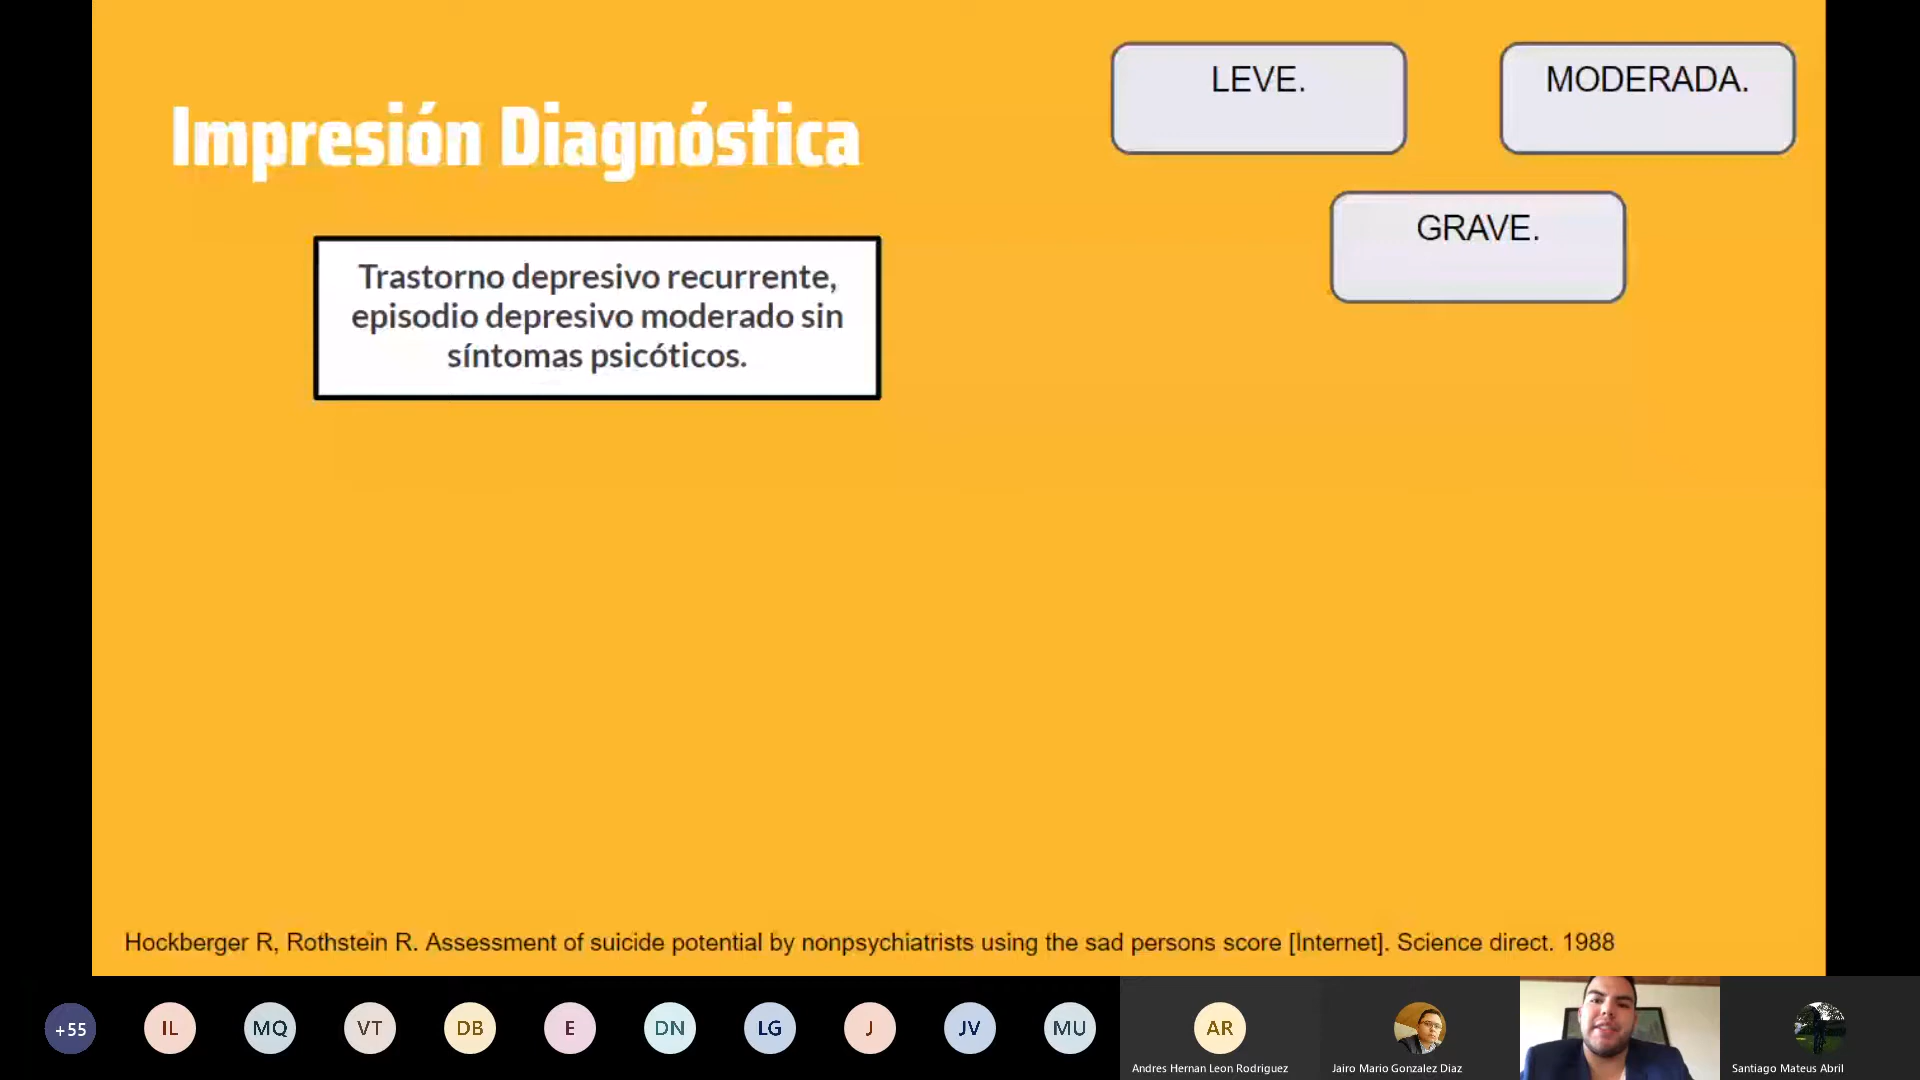 Impresión Diagnóstica
LEVE.
MODERADA.
GRAVE.
Trastorno depresivo recurrente,
episodio depresivo moderado sin
síntomas psicóticos.
Hockberger R, Rothstein R. Assessment of suicide potential by nonpsychiatrists using the sad persons score [Internet]. Science direct. 1988
+55
IL
MQ
VT
DB
E
DN
LG
J
JV
MU
AR
Andres Hernan Leon Rodriguez
Jairo Mario Gonzalez Diaz
Santiago Mateus Abril